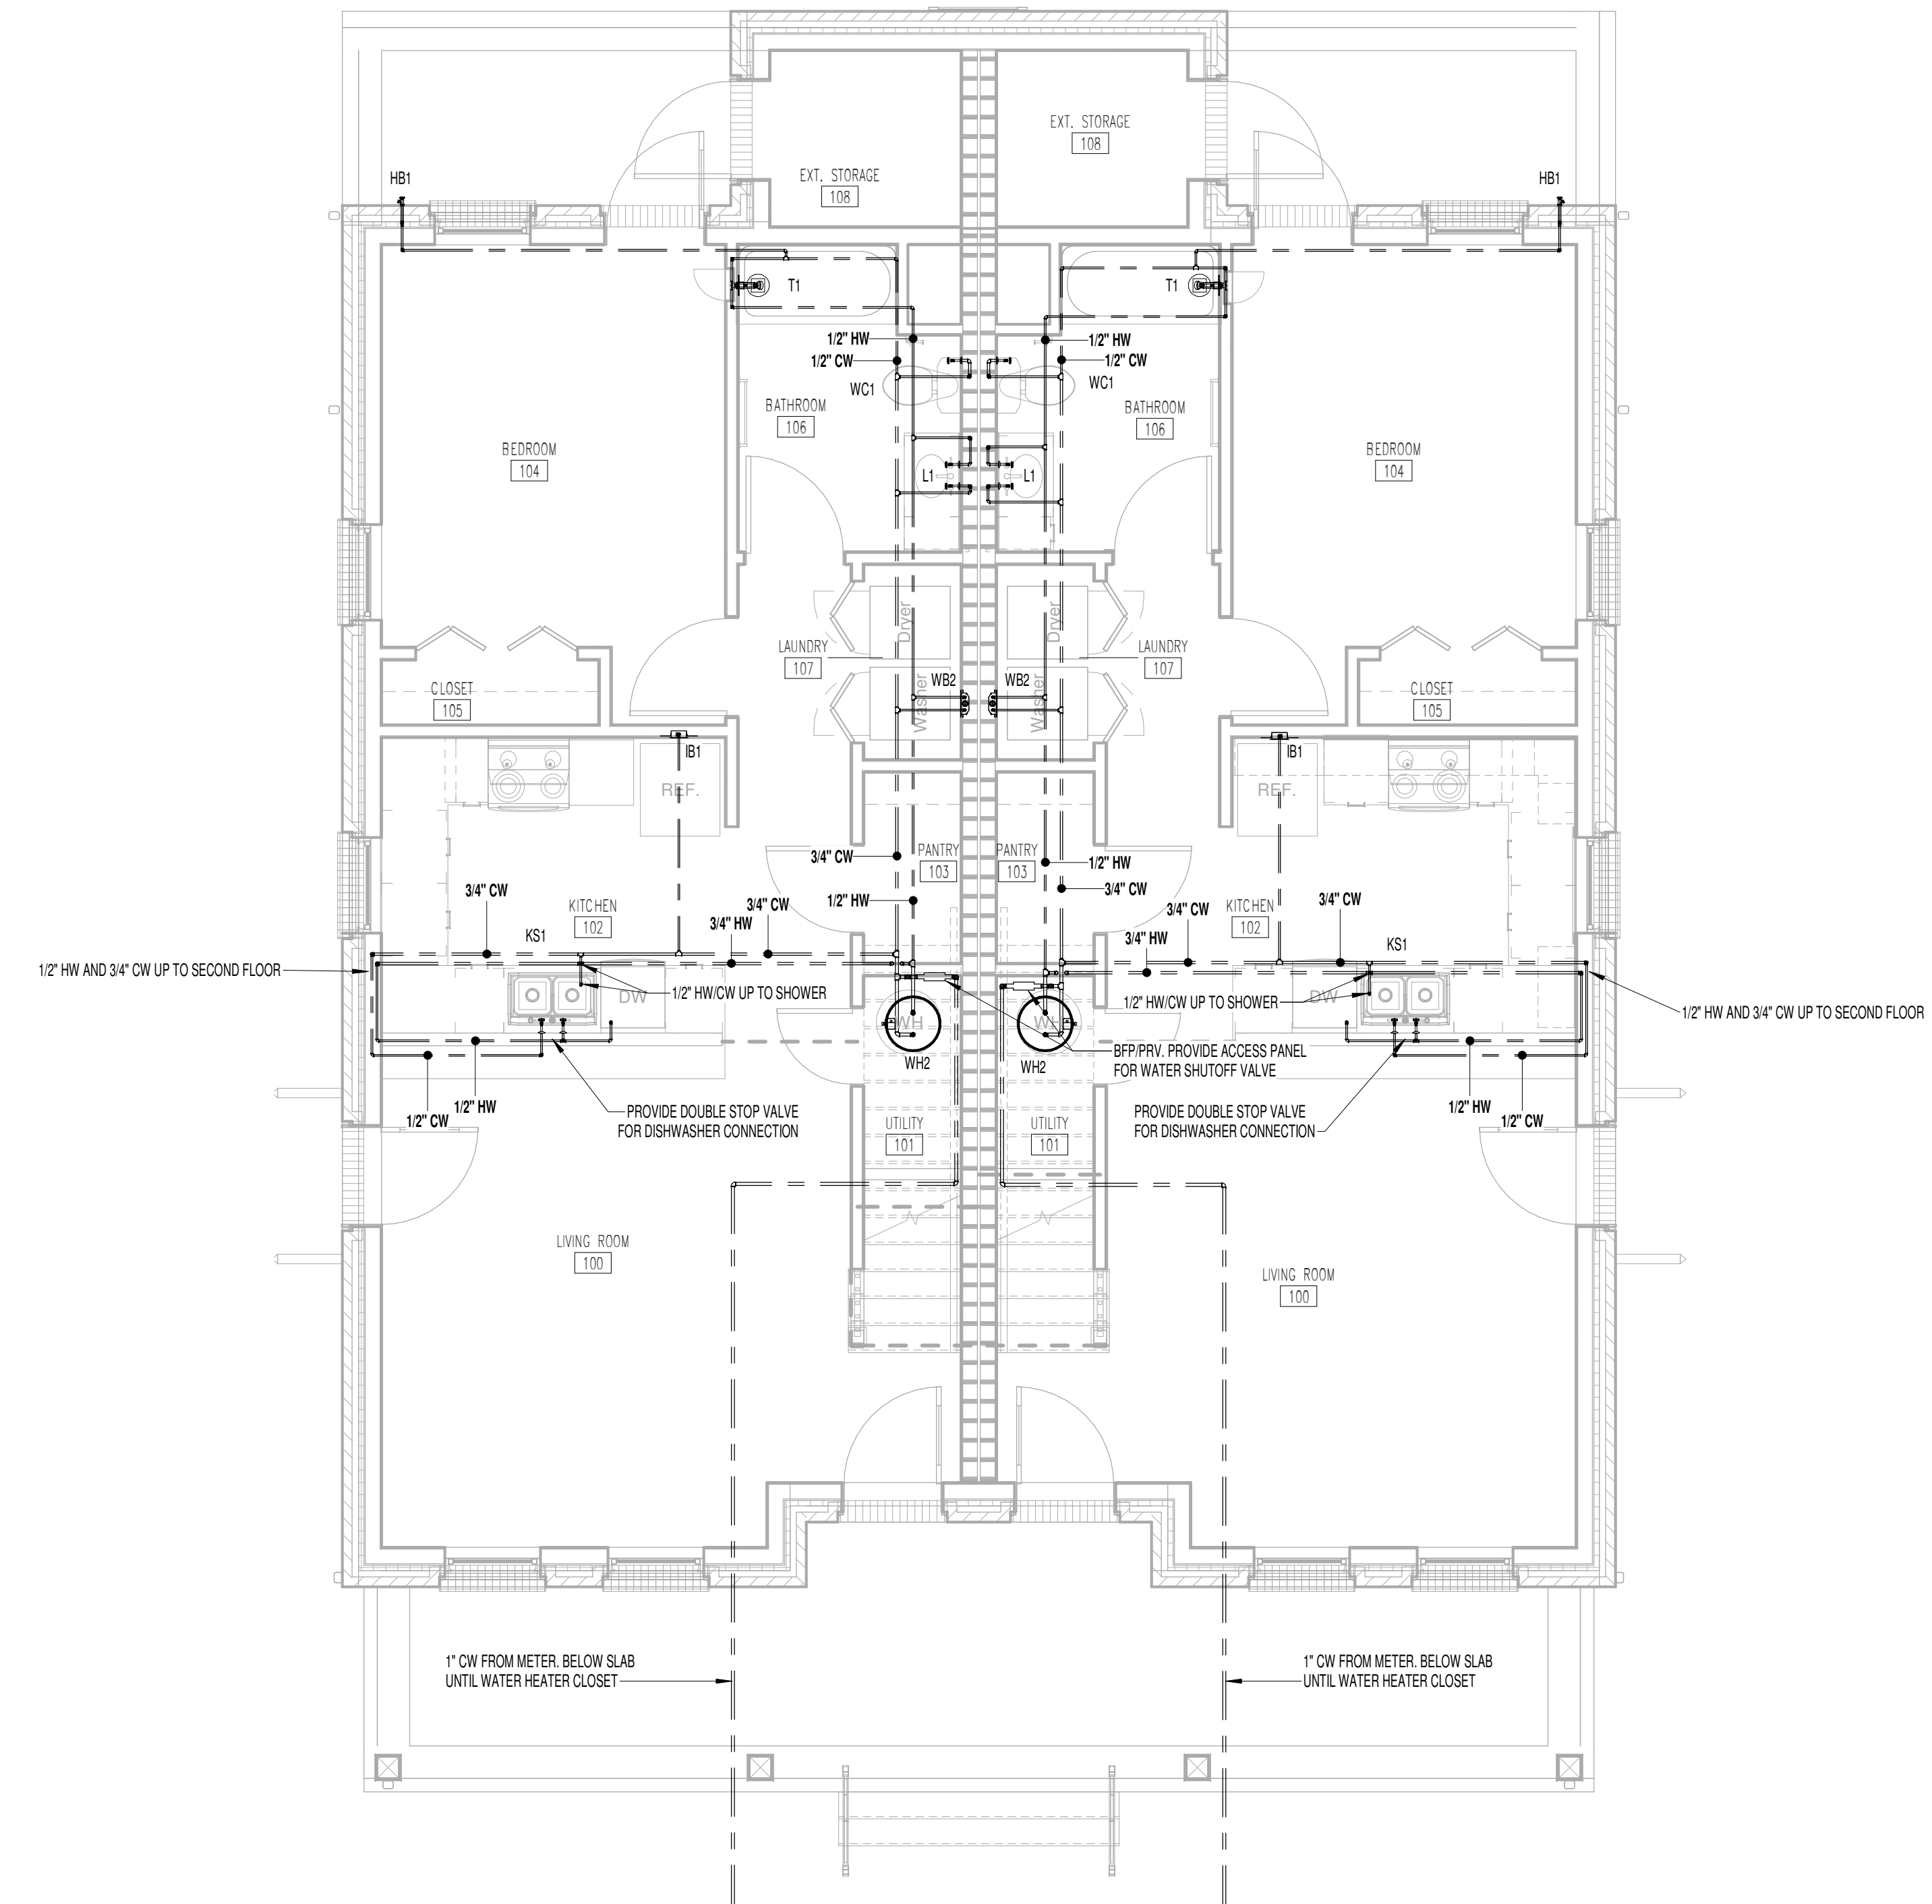 EXT. STORAGE
108
EXT. STORAGE
108
HB1
HB1
T1
T1
1/2" HW
1/2" CW
1/2" HW
1/2" CW
WC1
WC1
BATHROOM
106
BATHROOM
106
BEDROOM
104
BEDROOM
104
L1
L1
Dryer
Dryer
LAUNDRY
107
LAUNDRY
107
WB2
WB2
Washer
Washer
CLOSET
105
CLOSET
105
IB1
IB1
REF.
REF.
3/4" CW
PANTRY
103
PANTRY
103
1/2" HW
3/4" CW
1/2" HW
3/4" CW
KITCHEN
102
3/4" CW
3/4" HW
KS1
3/4" CW
3/4" HW
KITCHEN
102
3/4" CW
KS1
1/2" HW AND 3/4" CW UP TO SECOND FLOOR
1/2" HW/CW UP TO SHOWER
DW
WH
WH
1/2" HW/CW UP TO SHOWER
DW
1/2" HW AND 3/4" CW UP TO SECOND FLOOR
BFP/PRV. PROVIDE ACCESS PANEL
FOR WATER SHUTOFF VALVE
WH2
WH2
1/2" CW
1/2" HW
PROVIDE DOUBLE STOP VALVE
FOR DISHWASHER CONNECTION
UTILITY
101
UTILITY
101
PROVIDE DOUBLE STOP VALVE
FOR DISHWASHER CONNECTION
1/2" HW
1/2" CW
LIVING ROOM
100
LIVING ROOM
100
1" CW FROM METER. BELOW SLAB
UNTIL WATER HEATER CLOSET
1" CW FROM METER. BELOW SLAB
UNTIL WATER HEATER CLOSET